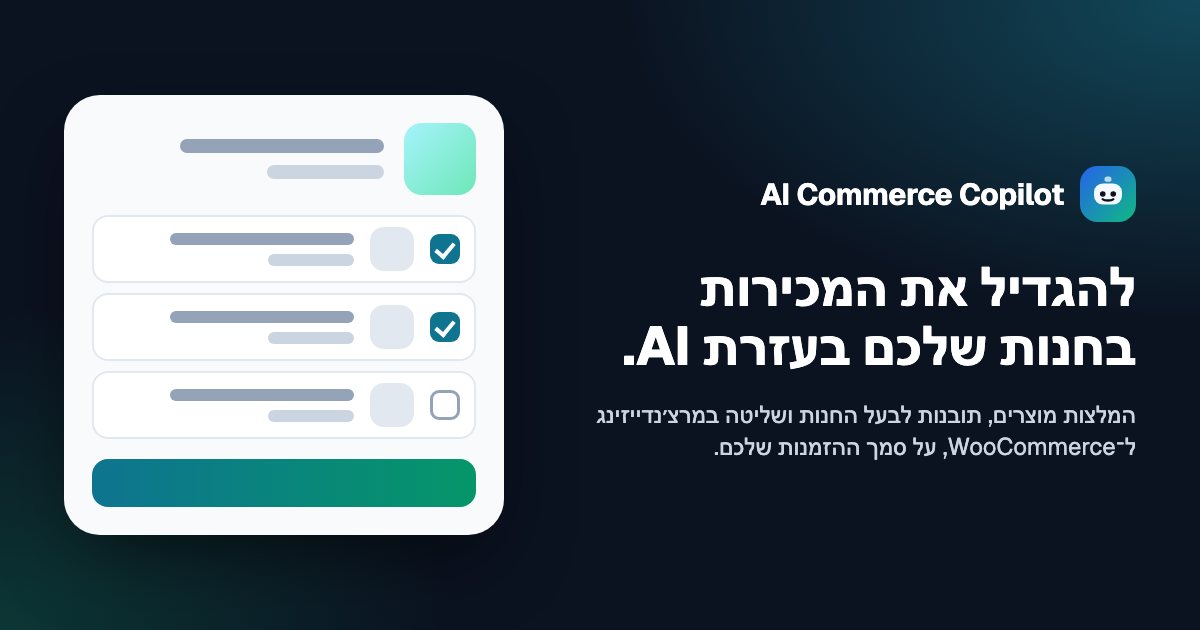 AI Commerce Copilot
להגדיל את המכירות
בחנות שלכם בעזרת AI.
המלצות מוצרים, תובנות לבעל החנות ושליטה במרצ׳נדייזינג
ל־WooCommerce, על סמך ההזמנות שלכם.